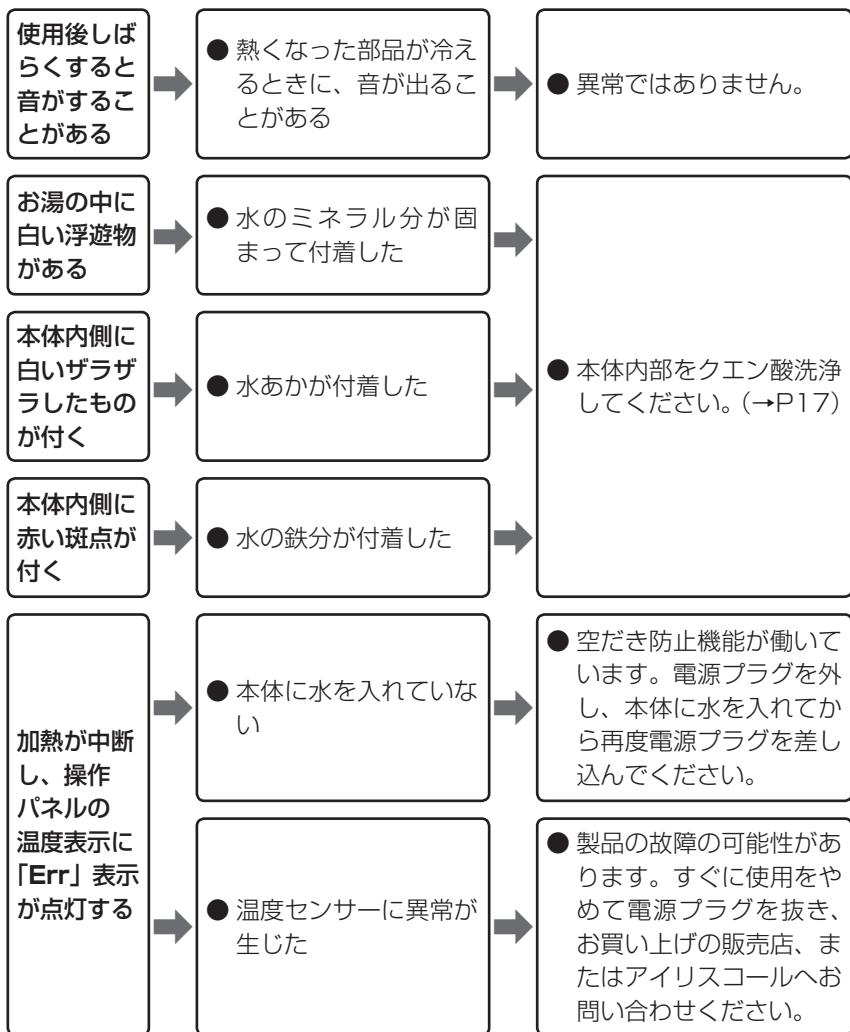 使用後しば
らくすると
音がするこ
とがある
● 熱くなった部品が冷え
るときに、音が出るこ
とがある
● 異常ではありません。
お湯の中に
白い浮遊物
がある
● 水のミネラル分が固
まって付着した
本体内側に
白いザラザ
ラしたもの
が付く
● 水あかが付着した
本体内側に
赤い斑点が
付く
● 水の鉄分が付着した
● 本体内部をクエン酸洗浄
してください。(→P17)
加熱が中断
し、操作
パネルの
温度表示に
「Err」表示
が点灯する
● 本体に水を入れていな
い
● 空だき防止機能が働いて
います。電源プラグを外
し、本体に水を入れてか
ら再度電源プラグを差し
込んでください。
● 温度センサーに異常が
生じた
● 製品の故障の可能性があ
ります。すぐに使用をや
めて電源プラグを抜き、
お買い上げの販売店、ま
たはアイリスコールへお
問い合わせください。